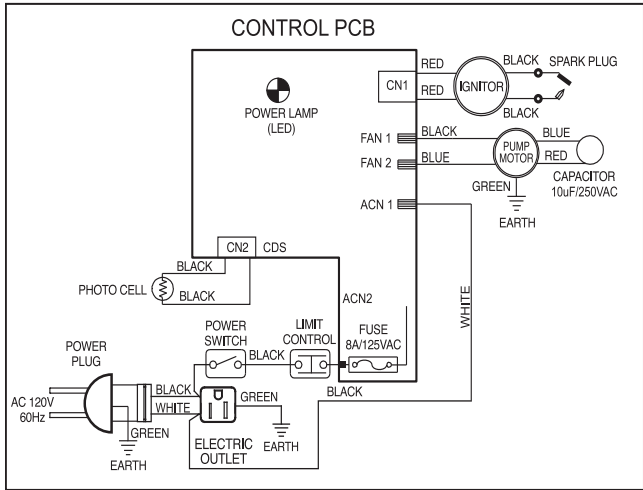 CONTROL PCB
POWER LAMP
(LED)
CN1
RED
RED
IGNITOR
BLACK
BLACK
SPARK PLUG
FAN 1
BLACK
FAN 2
BLUE
PUMP
MOTOR
BLUE
RED
CAPACITOR
10uF/250VAC
GREEN
EARTH
ACN 1
WHITE
CN2
CDS
BLACK
BLACK
PHOTO CELL
ACN2
POWER
SWITCH
BLACK
LIMIT
CONTROL
FUSE
8A/125VAC
POWER
PLUG
AC 120V
60Hz
BLACK
WHITE
GREEN
EARTH
ELECTRIC
OUTLET
GREEN
EARTH
BLACK